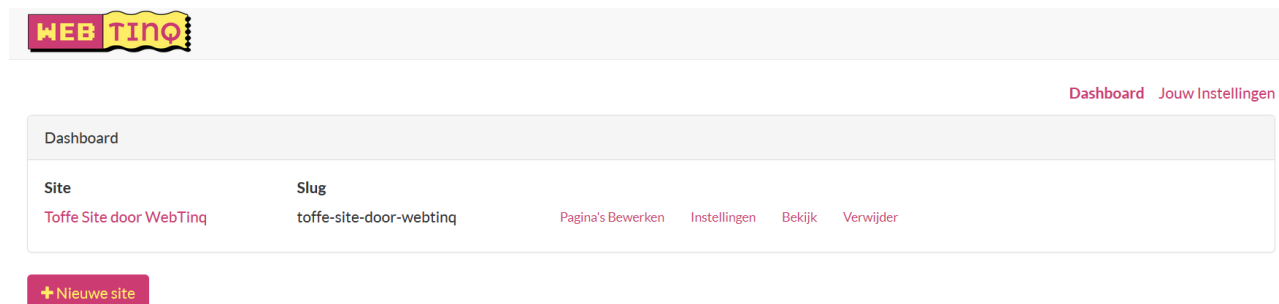 WEB TINQ
Dashboard Jouw Instellingen
Dashboard
Site Slug
Toffe Site door WebTinq toffe-site-door-webtinq Pagina's Bewerken Instellingen Bekijk Verwijder
+ Nieuwe site